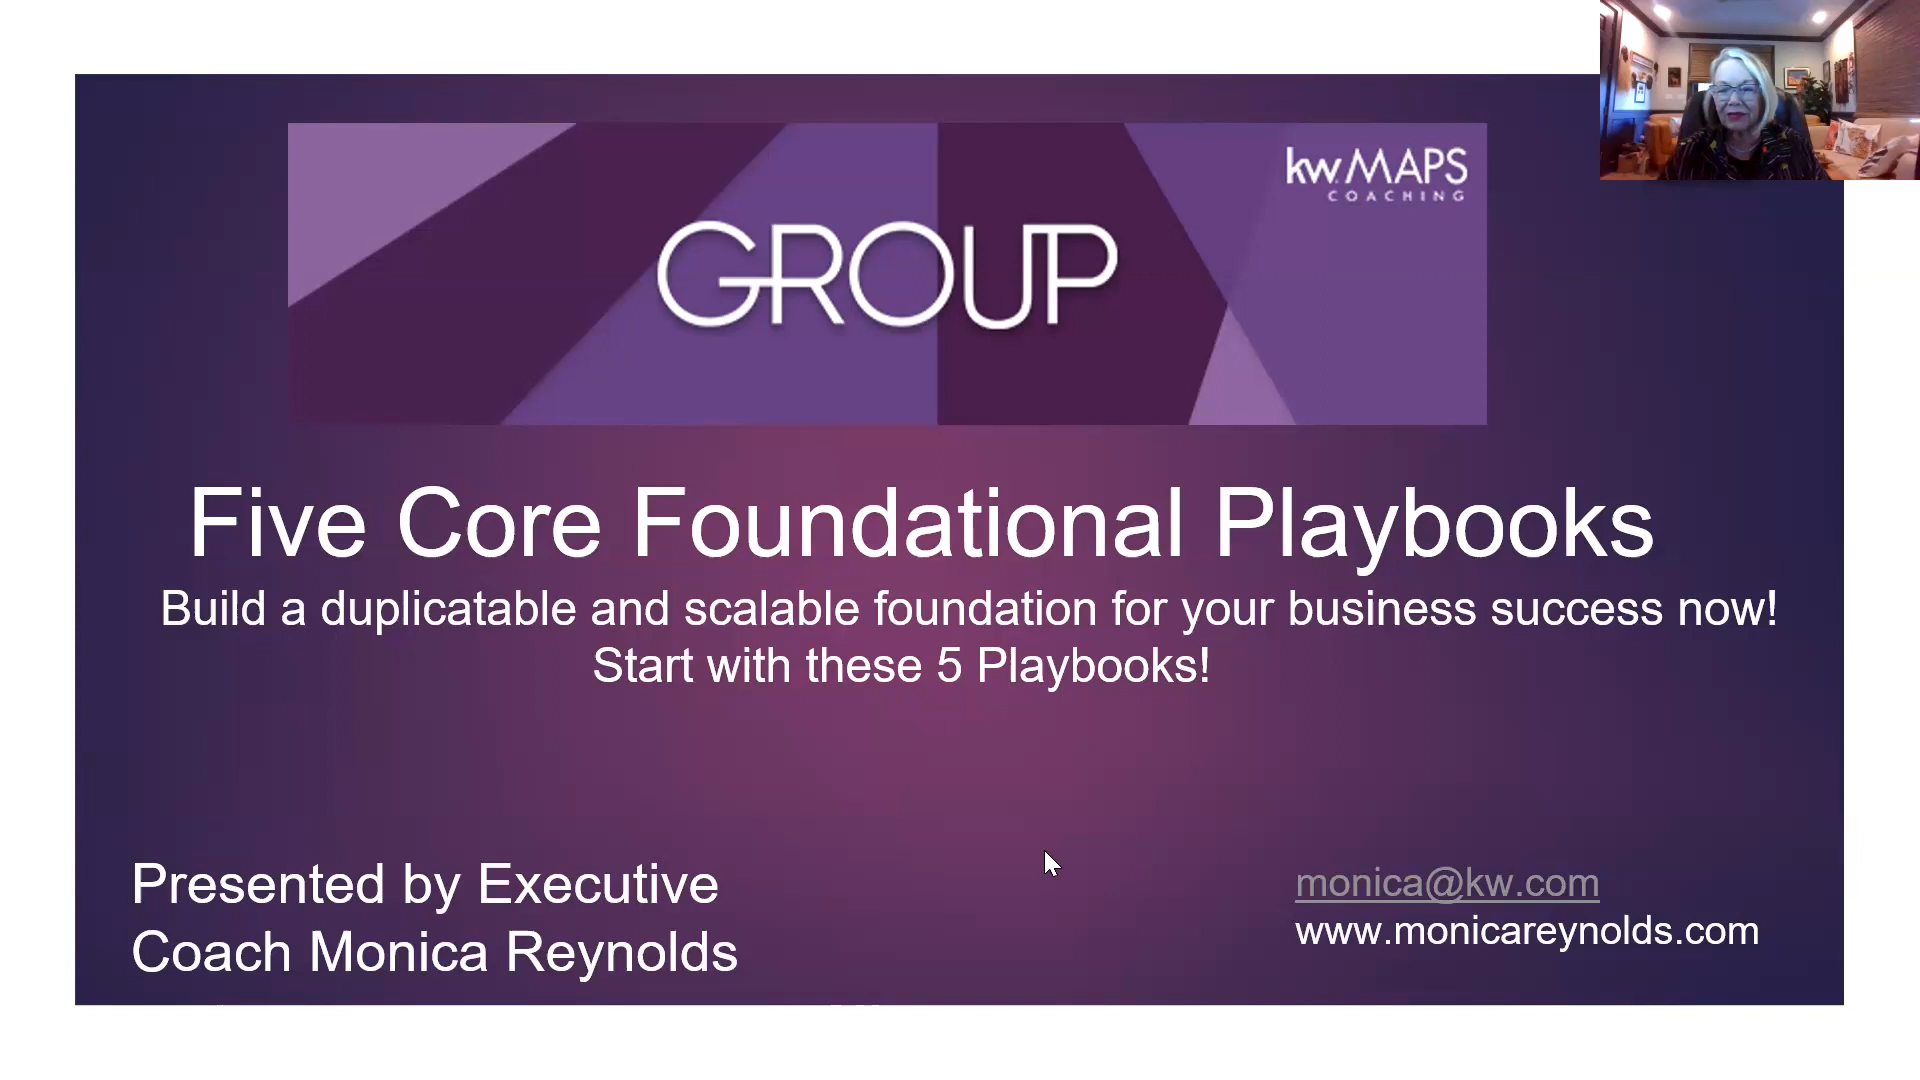 kw MAPS
COACHING
GROUP
Five Core Foundational Playbooks
Build a duplicatable and scalable foundation for your business success now!
Start with these 5 Playbooks!
Presented by Executive
Coach Monica Reynolds
monica@kw.com
www.monicareynolds.com